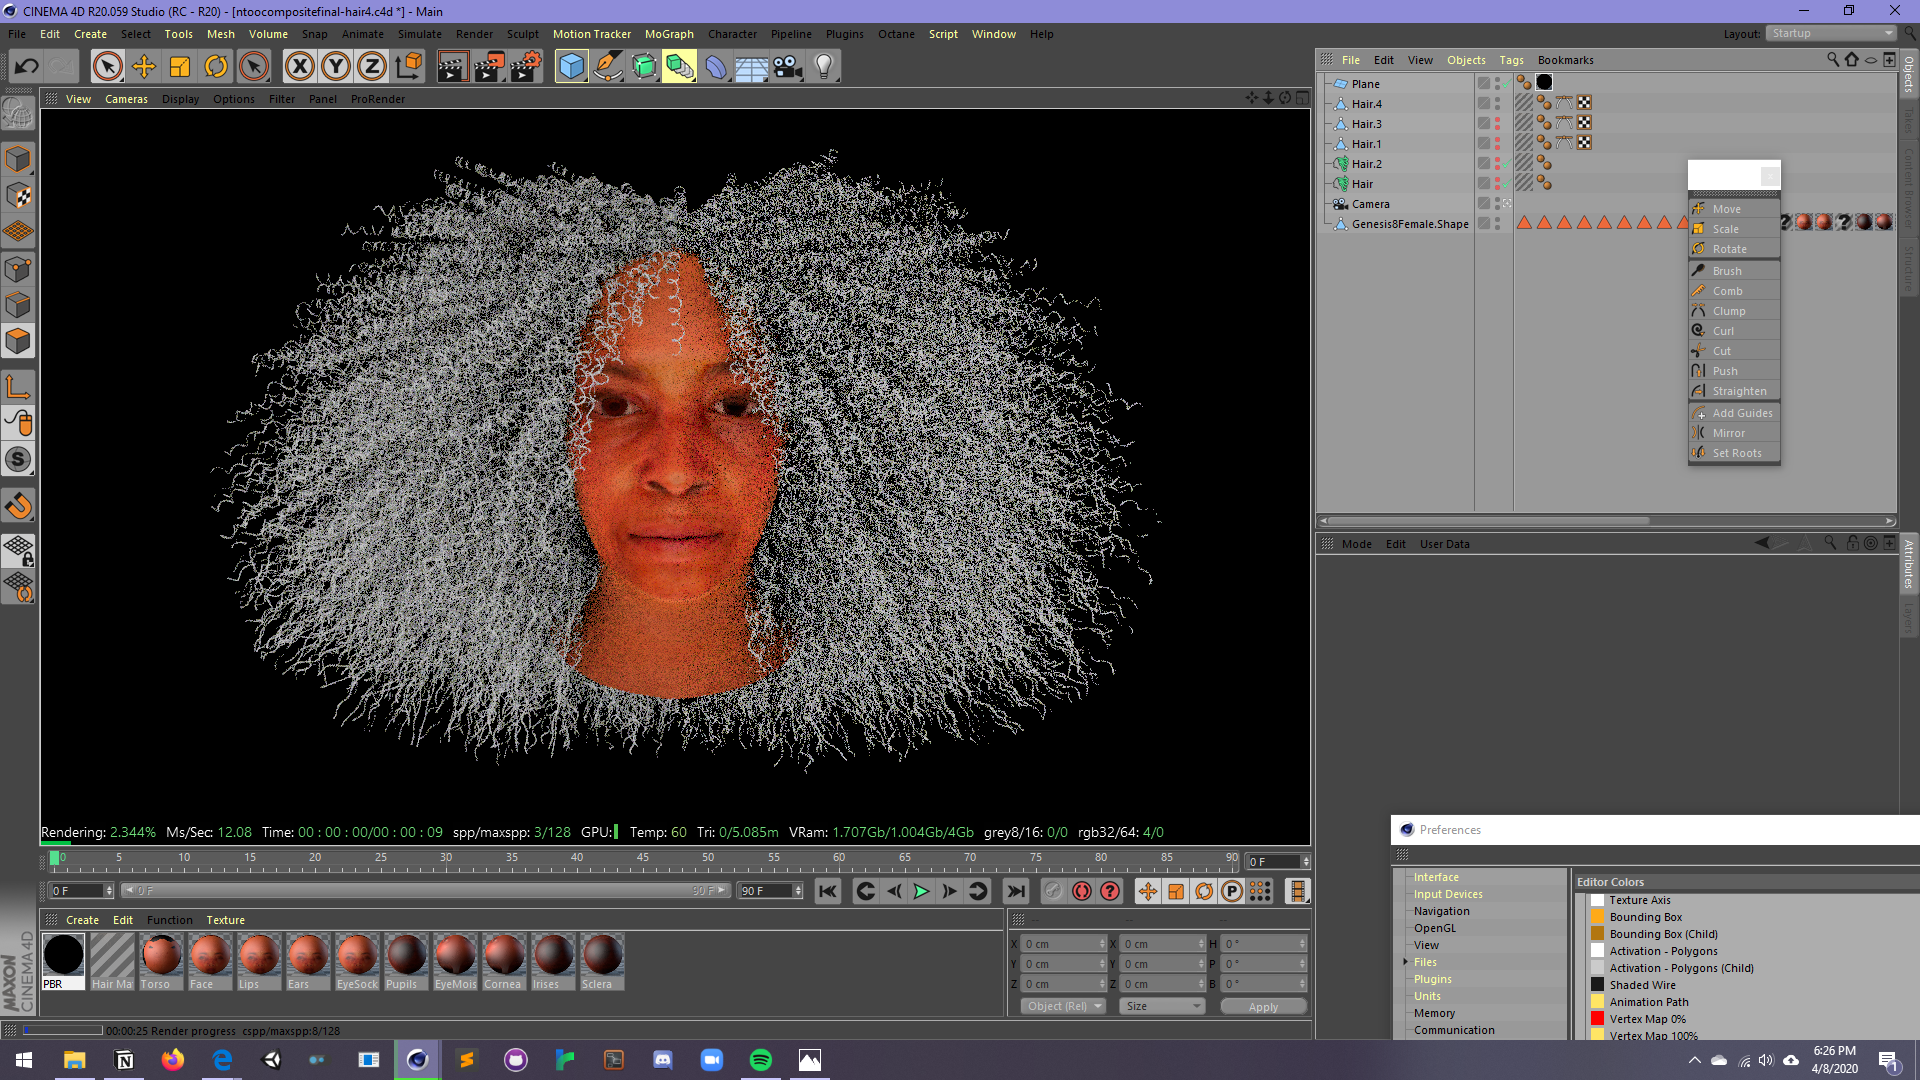 CINEMA 4D R20.059 Studio (RC - R20) - [ntoocompositefinal-hair4.c4d *] - Main
File Edit Create Select Tools Mesh Volume Snap Animate Simulate Render Sculpt Motion Tracker MoGraph Character Pipeline Plugins Octane Script Window Help
Layout: Startup
View Cameras Display Options Filter Panel ProRender
File Edit View Objects Tags Bookmarks
Plane
Hair.4
Hair.3
Hair.1
Hair.2
Hair
Camera
Genesis8Female.Shape
Objects
Takes
Content Browser
Structure
Move
Scale
Rotate
Brush
Comb
Clump
Curl
Cut
Push
Straighten
Add Guides
Mirror
Set Roots
Mode Edit User Data
Attributes
Layers
Rendering: 2.344% Ms/Sec: 12.08 Time: 00 : 00 : 00/00 : 00 : 09 spp/maxspp: 3/128 GPU: Temp: 60 Tri: 0/5.085m VRam: 1.707Gb/1.004Gb/4Gb grey8/16: 0/0 rgb32/64: 4/0
0 5 10 15 20 25 30 35 40 45 50 55 60 65 70 75 80 85 90 0 F
0 F 0 F 90 F 90 F
Create Edit Function Texture
PBR Hair Ma Torso Face Lips Ears EyeSock Pupils EyeMois Cornea Irises Sclera
-- -- --
X 0 cm X 0 cm H 0 °
Y 0 cm Y 0 cm P 0 °
Z 0 cm Z 0 cm B 0 °
Object (Rel) Size Apply
MAXON
CINEMA 4D
00:00:25 Render progress cspp/maxspp:8/128
Preferences
Interface
Input Devices
Navigation
OpenGL
View
Files
Plugins
Units
Memory
Communication
Editor Colors
Texture Axis
Bounding Box
Bounding Box (Child)
Activation - Polygons
Activation - Polygons (Child)
Shaded Wire
Animation Path
Vertex Map 0%
Vertex Map 100%
6:26 PM
4/8/2020
1